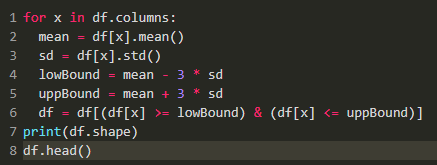 1 for x in df.columns:
2   mean = df[x].mean()
3   sd = df[x].std()
4   lowBound = mean - 3 * sd
5   uppBound = mean + 3 * sd
6   df = df[(df[x] >= lowBound) & (df[x] <= uppBound)]
7 print(df.shape)
8 df.head()